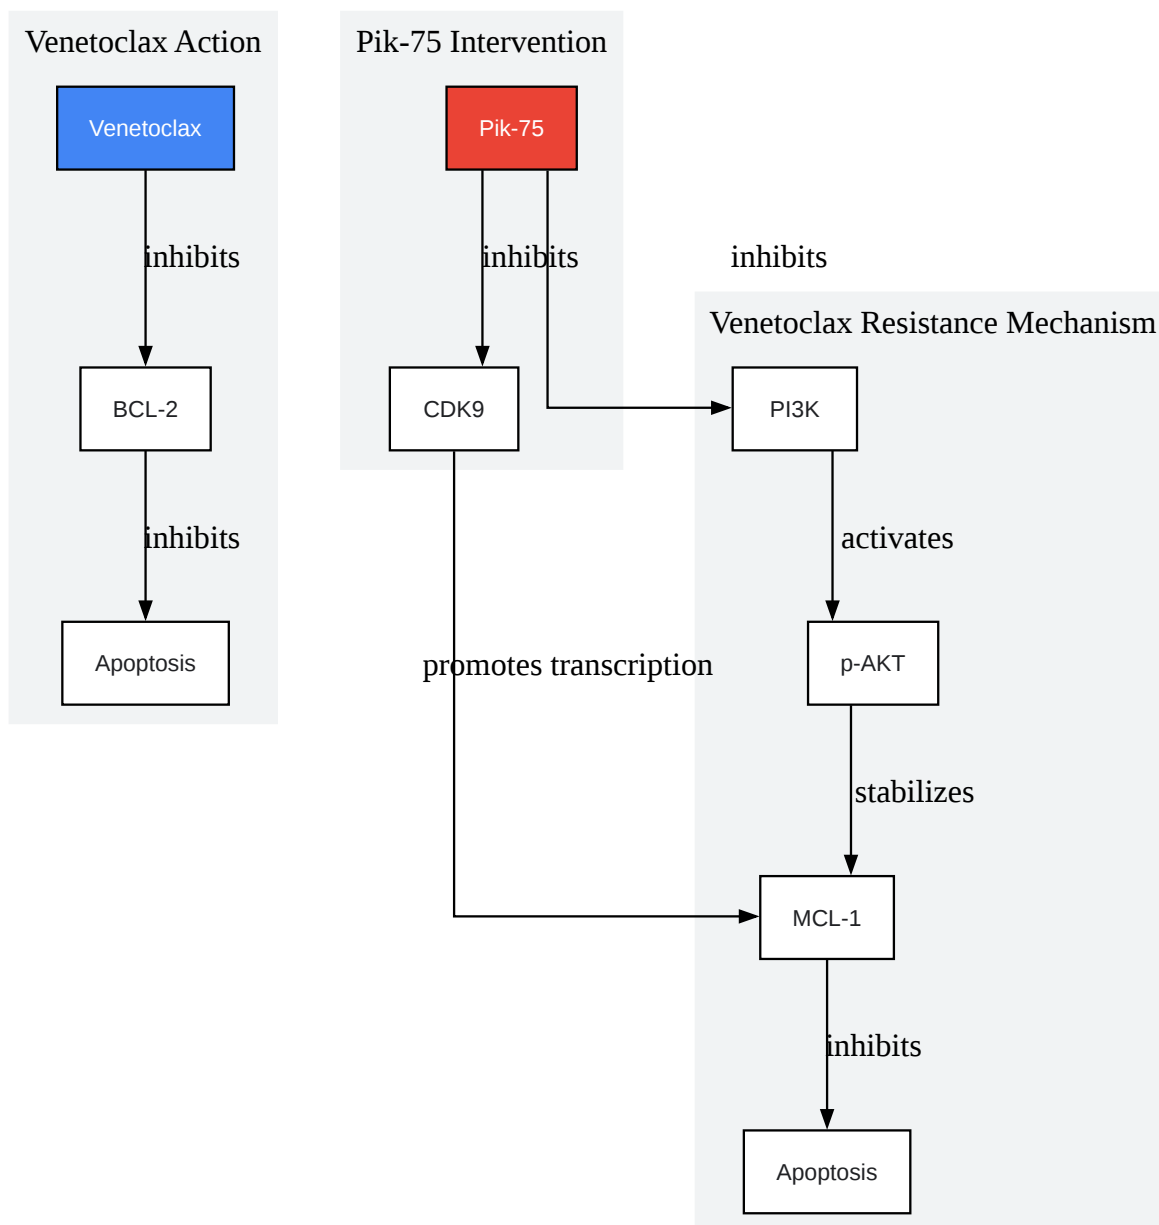 Venetoclax Action
Pik-75 Intervention
Venetoclax
Pik-75
inhibits
inhibits
inhibits
Venetoclax Resistance Mechanism
BCL-2
CDK9
PI3K
inhibits
activates
Apoptosis
promotes transcription
p-AKT
stabilizes
MCL-1
inhibits
Apoptosis